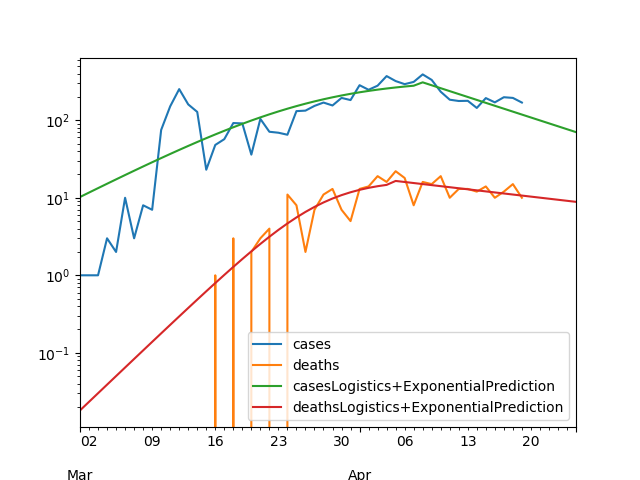 10²
10¹
10⁰
10⁻¹
cases
deaths
casesLogistics+ExponentialPrediction
deathsLogistics+ExponentialPrediction
02 09 16 23 30 06 13 20
Mar Apr